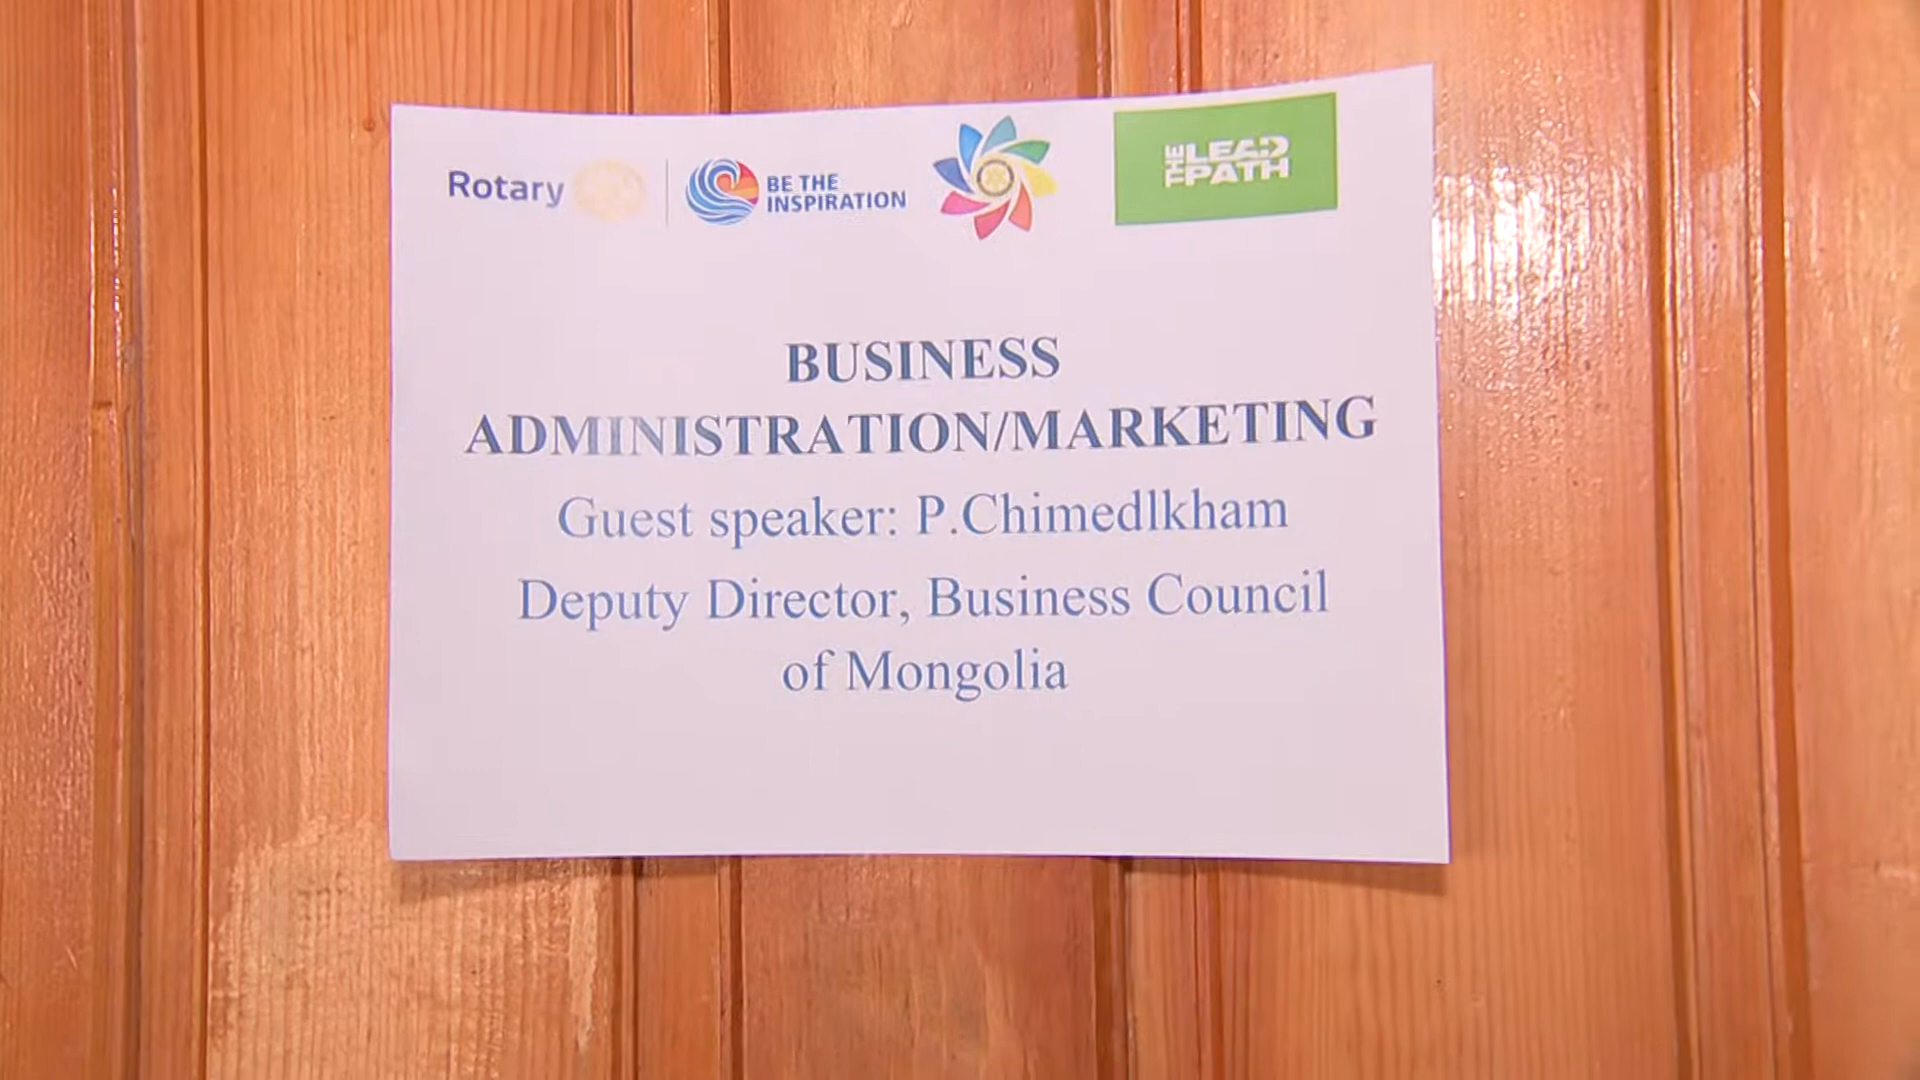 Rotary
BE THE
INSPIRATION
THE LEAD
PATH
BUSINESS
ADMINISTRATION/MARKETING
Guest speaker: P.Chimedlkham
Deputy Director, Business Council
of Mongolia